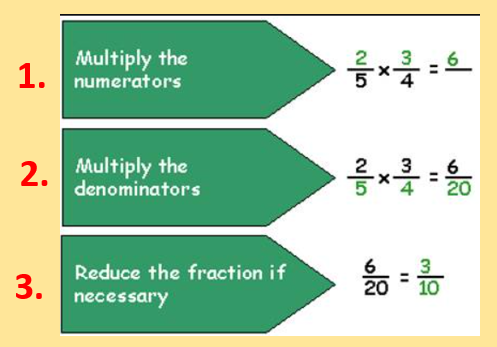 1. Multiply the
numerators
2/5 × 3/4 = 6/
2. Multiply the
denominators
2/5 × 3/4 = 6/20
3. Reduce the fraction if
necessary
6/20 = 3/10